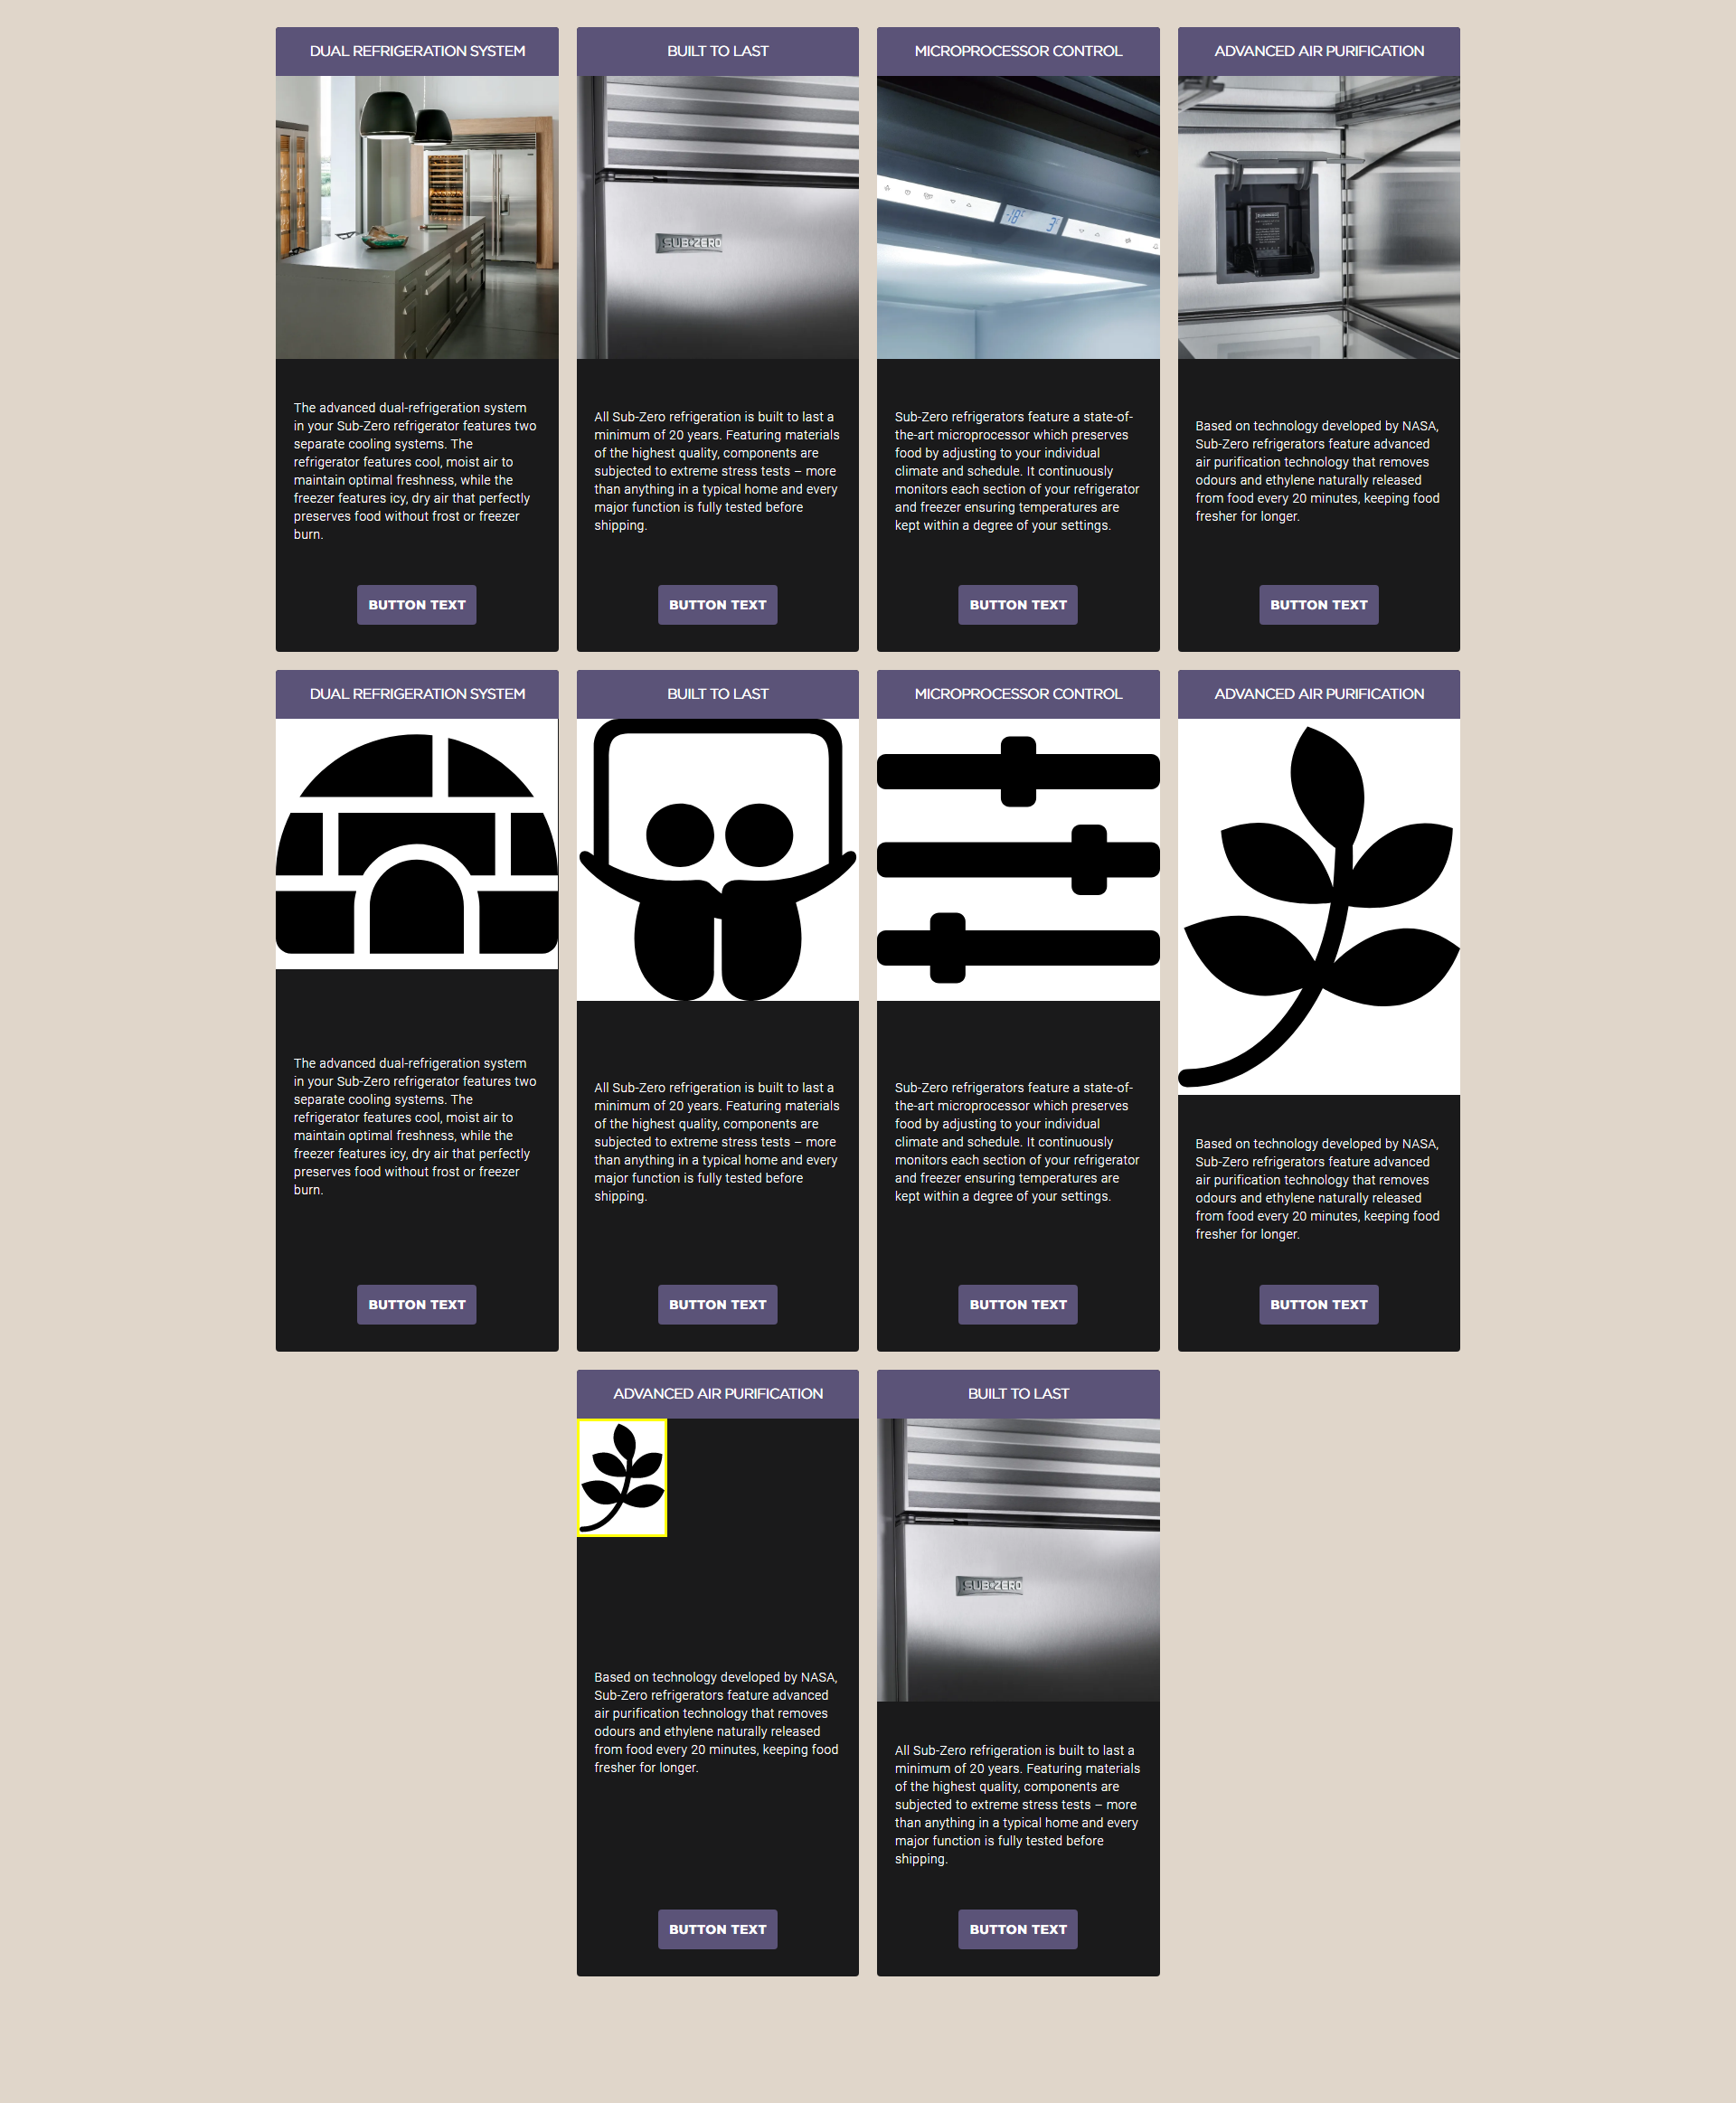 DUAL REFRIGERATION SYSTEM
SUB-ZERO
The advanced dual-refrigeration system
in your Sub-Zero refrigerator features two
separate cooling systems. The
refrigerator features cool, moist air to
maintain optimal freshness, while the
freezer features icy, dry air that perfectly
preserves food without frost or freezer
burn.
BUTTON TEXT
BUILT TO LAST
All Sub-Zero refrigeration is built to last a
minimum of 20 years. Featuring materials
of the highest quality, components are
subjected to extreme stress tests – more
than anything in a typical home and every
major function is fully tested before
shipping.
BUTTON TEXT
MICROPROCESSOR CONTROL
-18°
3°
Sub-Zero refrigerators feature a state-of-
the-art microprocessor which preserves
food by adjusting to your individual
climate and schedule. It continuously
monitors each section of your refrigerator
and freezer ensuring temperatures are
kept within a degree of your settings.
BUTTON TEXT
ADVANCED AIR PURIFICATION
Based on technology developed by NASA,
Sub-Zero refrigerators feature advanced
air purification technology that removes
odours and ethylene naturally released
from food every 20 minutes, keeping food
fresher for longer.
BUTTON TEXT
DUAL REFRIGERATION SYSTEM
The advanced dual-refrigeration system
in your Sub-Zero refrigerator features two
separate cooling systems. The
refrigerator features cool, moist air to
maintain optimal freshness, while the
freezer features icy, dry air that perfectly
preserves food without frost or freezer
burn.
BUTTON TEXT
BUILT TO LAST
All Sub-Zero refrigeration is built to last a
minimum of 20 years. Featuring materials
of the highest quality, components are
subjected to extreme stress tests – more
than anything in a typical home and every
major function is fully tested before
shipping.
BUTTON TEXT
MICROPROCESSOR CONTROL
Sub-Zero refrigerators feature a state-of-
the-art microprocessor which preserves
food by adjusting to your individual
climate and schedule. It continuously
monitors each section of your refrigerator
and freezer ensuring temperatures are
kept within a degree of your settings.
BUTTON TEXT
ADVANCED AIR PURIFICATION
Based on technology developed by NASA,
Sub-Zero refrigerators feature advanced
air purification technology that removes
odours and ethylene naturally released
from food every 20 minutes, keeping food
fresher for longer.
BUTTON TEXT
ADVANCED AIR PURIFICATION
Based on technology developed by NASA,
Sub-Zero refrigerators feature advanced
air purification technology that removes
odours and ethylene naturally released
from food every 20 minutes, keeping food
fresher for longer.
BUTTON TEXT
BUILT TO LAST
SUB-ZERO
All Sub-Zero refrigeration is built to last a
minimum of 20 years. Featuring materials
of the highest quality, components are
subjected to extreme stress tests – more
than anything in a typical home and every
major function is fully tested before
shipping.
BUTTON TEXT